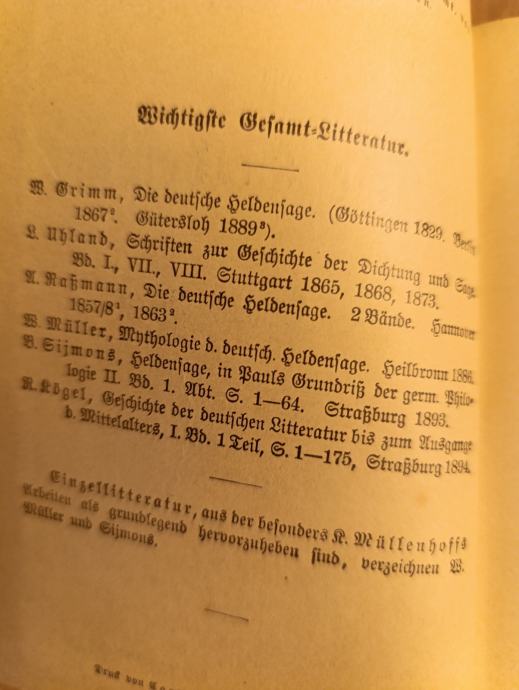 Wichtigste Gesamt-Litteratur.
W. Grimm, Die deutsche Heldensage. (Göttingen 1829. Berlin
1867². Gütersloh 1889³).
L. Uhland, Schriften zur Geschichte der Dichtung und Sage.
Bd. I., VII., VIII. Stuttgart 1865, 1868, 1873.
A. Raßmann, Die deutsche Heldensage. 2 Bände. Hannover
1857/8¹, 1863².
W. Müller, Mythologie d. deutsch. Heldensage. Heilbronn 1886.
B. Sijmons, Heldensage, in Pauls Grundriß der germ. Philo-
logie II. Bd. 1. Abt. S. 1—64. Straßburg 1893.
R. Kögel, Geschichte der deutschen Litteratur bis zum Ausgange
d. Mittelalters, I. Bd. 1 Teil, S. 1—175, Straßburg 1894.
Einzellitteratur, aus der besonders K. Müllenhoffs
Arbeiten als grundlegend hervorzuheben sind, verzeichnen W.
Müller und Sijmons.
Druck von